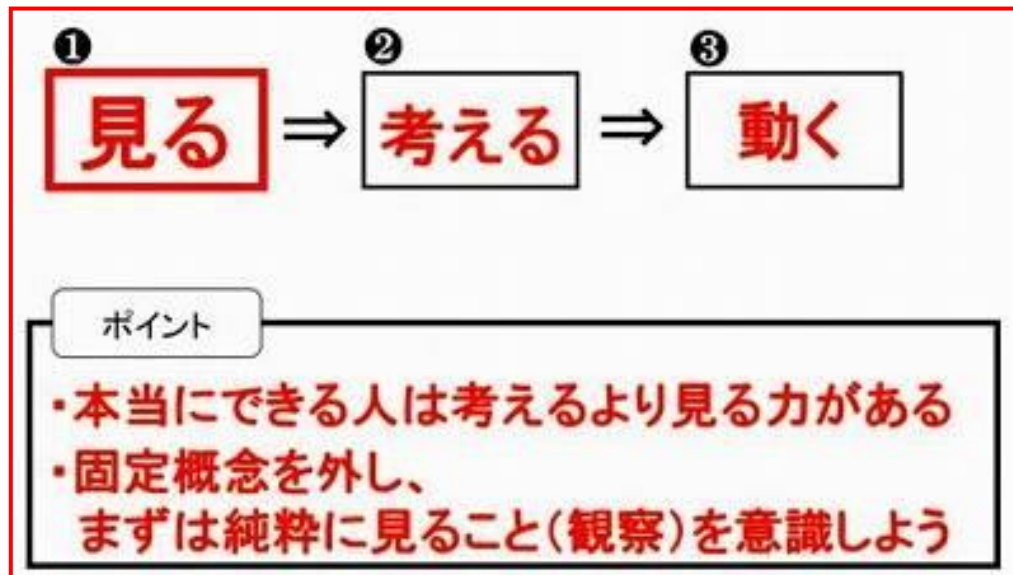 ❶ ❷ ❸
見る ⇒ 考える ⇒ 動く
ポイント
・本当にできる人は考えるより見る力がある
・固定概念を外し、
まずは純粋に見ること(観察)を意識しよう